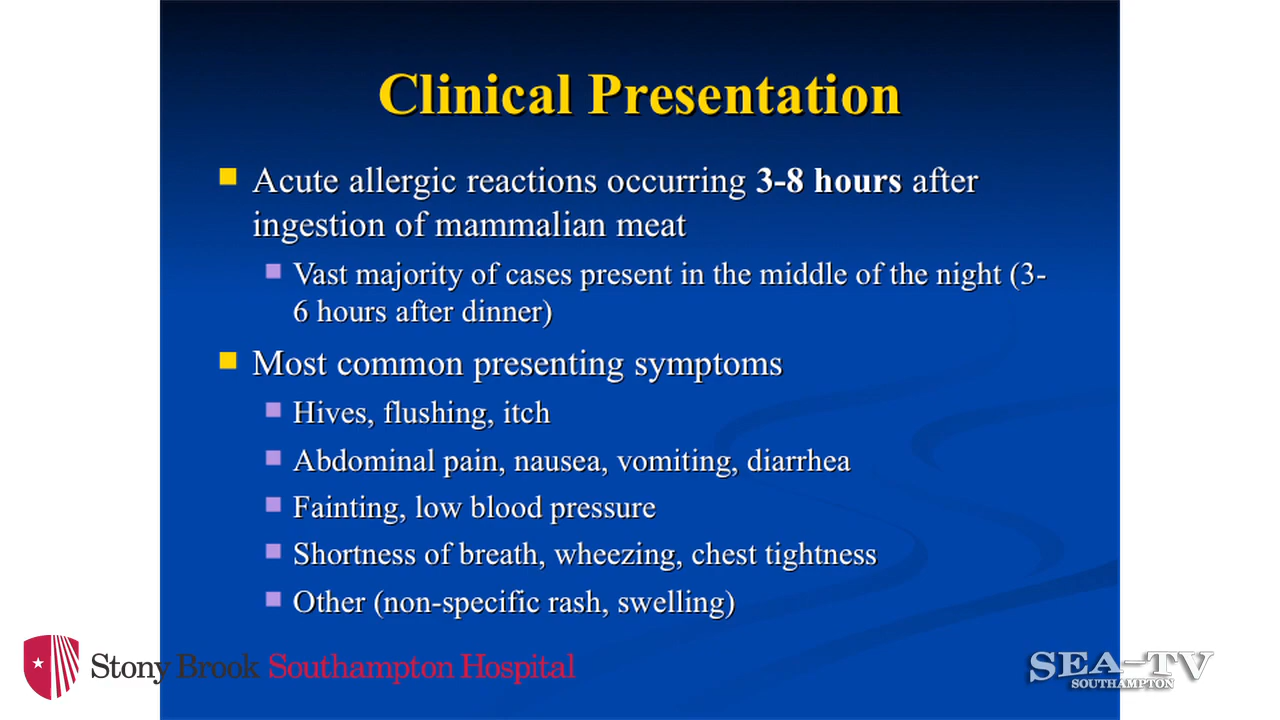 Clinical Presentation
Acute allergic reactions occurring 3-8 hours after
ingestion of mammalian meat
Vast majority of cases present in the middle of the night (3-
6 hours after dinner)
Most common presenting symptoms
Hives, flushing, itch
Abdominal pain, nausea, vomiting, diarrhea
Fainting, low blood pressure
Shortness of breath, wheezing, chest tightness
Other (non-specific rash, swelling)
Stony Brook Southampton Hospital
SEA-TV
SOUTHAMPTON